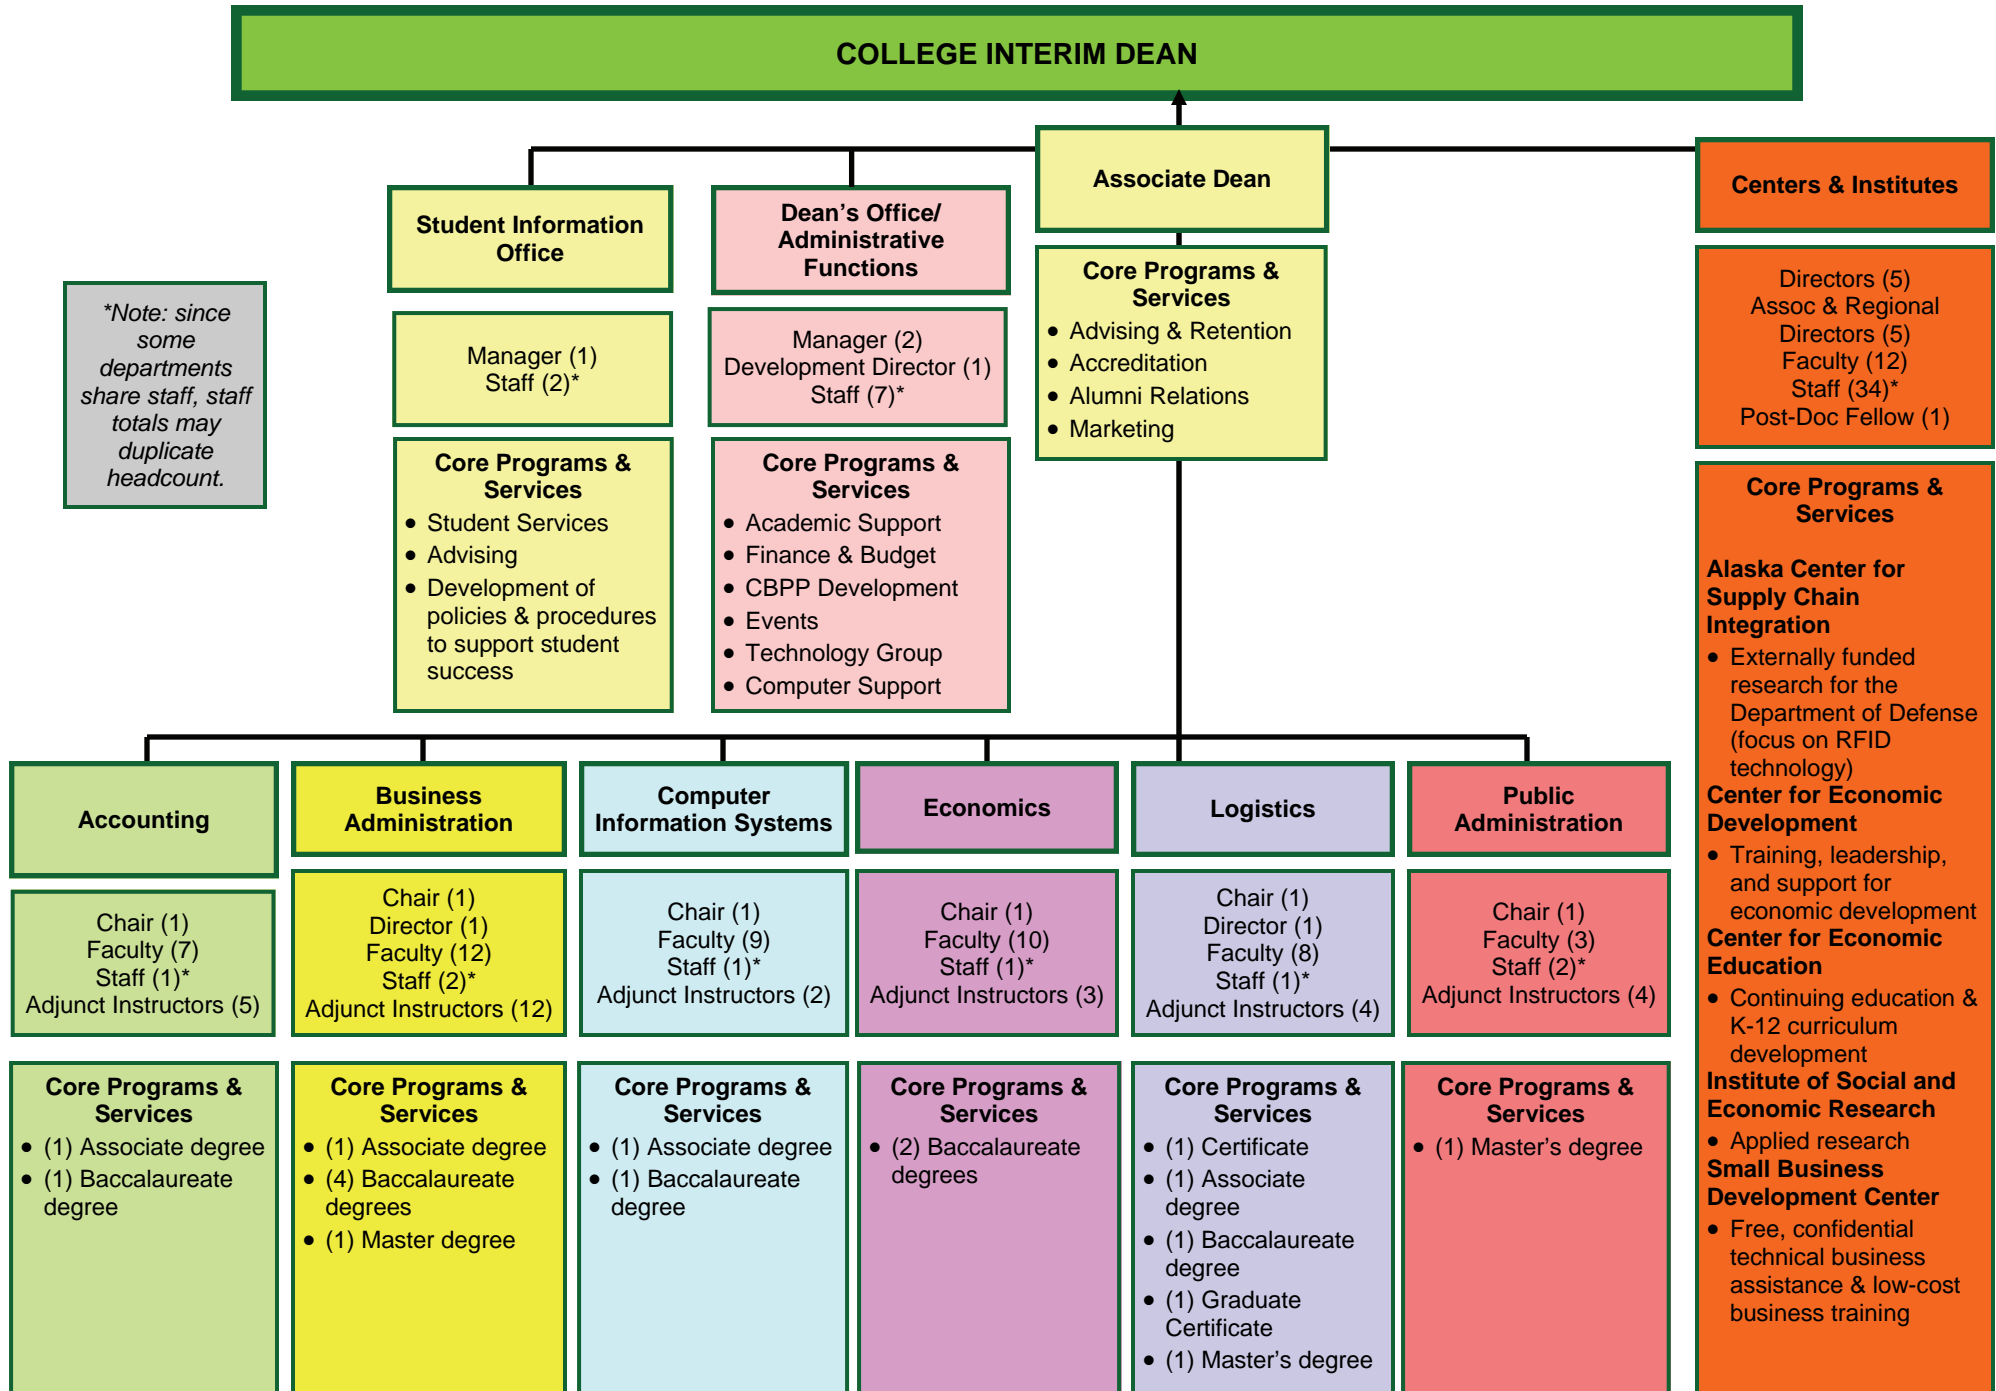 COLLEGE INTERIM DEAN
Associate Dean
Student Information
Office
Dean’s Office/
Administrative
Functions
Centers & Institutes
*Note: since
some
departments
share staff, staff
totals may
duplicate
headcount.
Manager (1)
Staff (2)*
Core Programs &
Services
• Student Services
• Advising
• Development of
policies & procedures
to support student
success
Manager (2)
Development Director (1)
Staff (7)*
Core Programs &
Services
• Academic Support
• Finance & Budget
• CBPP Development
• Events
• Technology Group
• Computer Support
Core Programs &
Services
• Advising & Retention
• Accreditation
• Alumni Relations
• Marketing
Directors (5)
Assoc & Regional
Directors (5)
Faculty (12)
Staff (34)*
Post-Doc Fellow (1)
Core Programs &
Services
Alaska Center for
Supply Chain
Integration
• Externally funded
research for the
Department of Defense
(focus on RFID
technology)
Center for Economic
Development
• Training, leadership,
and support for
economic development
Center for Economic
Education
• Continuing education &
K-12 curriculum
development
Institute of Social and
Economic Research
• Applied research
Small Business
Development Center
• Free, confidential
technical business
assistance & low-cost
business training
Accounting
Chair (1)
Faculty (7)
Staff (1)*
Adjunct Instructors (5)
Core Programs &
Services
• (1) Associate degree
• (1) Baccalaureate
degree
Business
Administration
Chair (1)
Director (1)
Faculty (12)
Staff (2)*
Adjunct Instructors (12)
Core Programs &
Services
• (1) Associate degree
• (4) Baccalaureate
degrees
• (1) Master degree
Computer
Information Systems
Chair (1)
Faculty (9)
Staff (1)*
Adjunct Instructors (2)
Core Programs &
Services
• (1) Associate degree
• (1) Baccalaureate
degree
Economics
Chair (1)
Faculty (10)
Staff (1)*
Adjunct Instructors (3)
Core Programs &
Services
• (2) Baccalaureate
degrees
Logistics
Chair (1)
Director (1)
Faculty (8)
Staff (1)*
Adjunct Instructors (4)
Core Programs &
Services
• (1) Certificate
• (1) Associate
degree
• (1) Baccalaureate
degree
• (1) Graduate
Certificate
• (1) Master’s degree
Public
Administration
Chair (1)
Faculty (3)
Staff (2)*
Adjunct Instructors (4)
Core Programs &
Services
• (1) Master’s degree